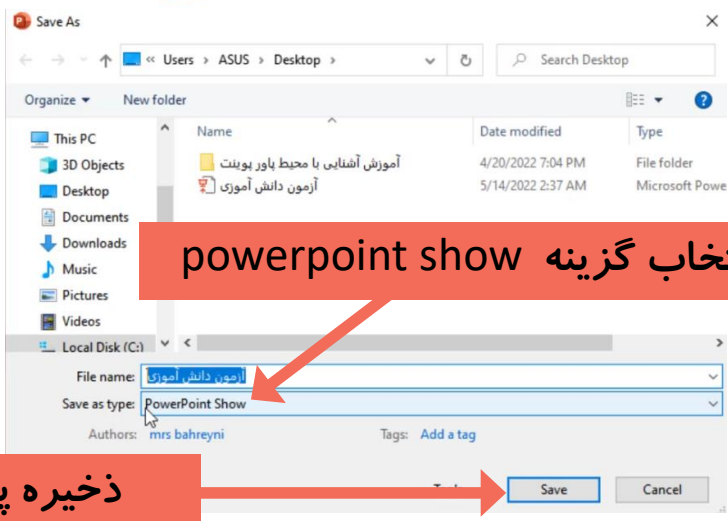 Save As
« Users › ASUS › Desktop ›
Search Desktop
Organize
New folder
This PC
3D Objects
Desktop
Documents
Downloads
Music
Pictures
Videos
Local Disk (C:)
Name
Date modified
Type
آموزش آشنایی با محیط پاور پوینت
4/20/2022 7:04 PM
File folder
آزمون دانش آموزی
5/14/2022 2:37 AM
Microsoft Powe
گزینه powerpoint show
File name: آزمون دانش آموزی
Save as type: PowerPoint Show
Authors: mrs bahreyni
Tags: Add a tag
ذخیره
Save
Cancel